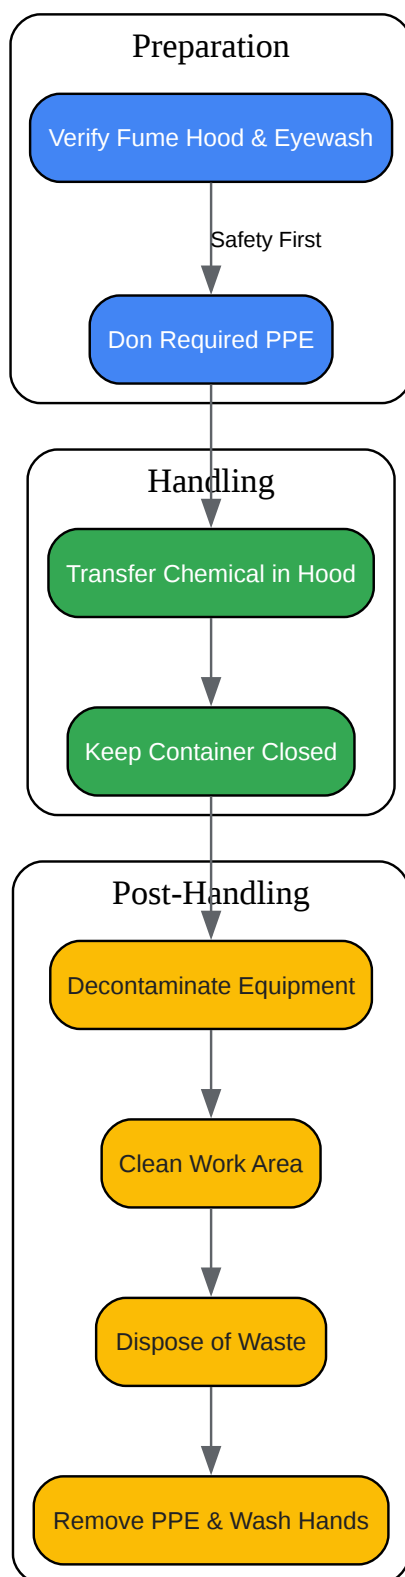 Preparation
Verify Fume Hood & Eyewash
Safety First
Don Required PPE
Handling
Transfer Chemical in Hood
Keep Container Closed
Post-Handling
Decontaminate Equipment
Clean Work Area
Dispose of Waste
Remove PPE & Wash Hands